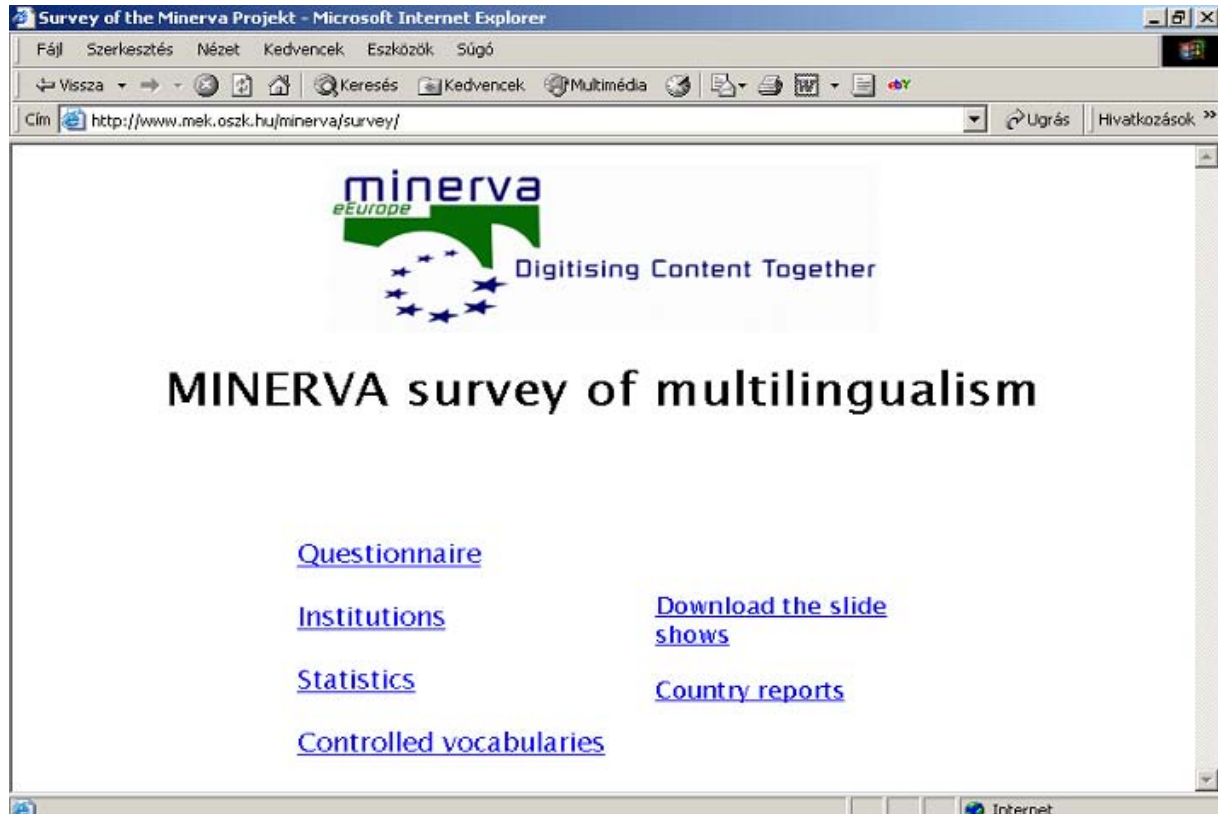 Survey of the Minerva Projekt - Microsoft Internet Explorer
Fájl Szerkesztés Nézet Kedvencek Eszközök Súgó
Vissza Keresés Kedvencek Multimédia
Cím http://www.mek.oszk.hu/minerva/survey/ Ugrás Hivatkozások »
minerva
eEurope
Digitising Content Together
MINERVA survey of multilingualism
Questionnaire
Institutions
Statistics
Controlled vocabularies
Download the slide
shows
Country reports
Internet